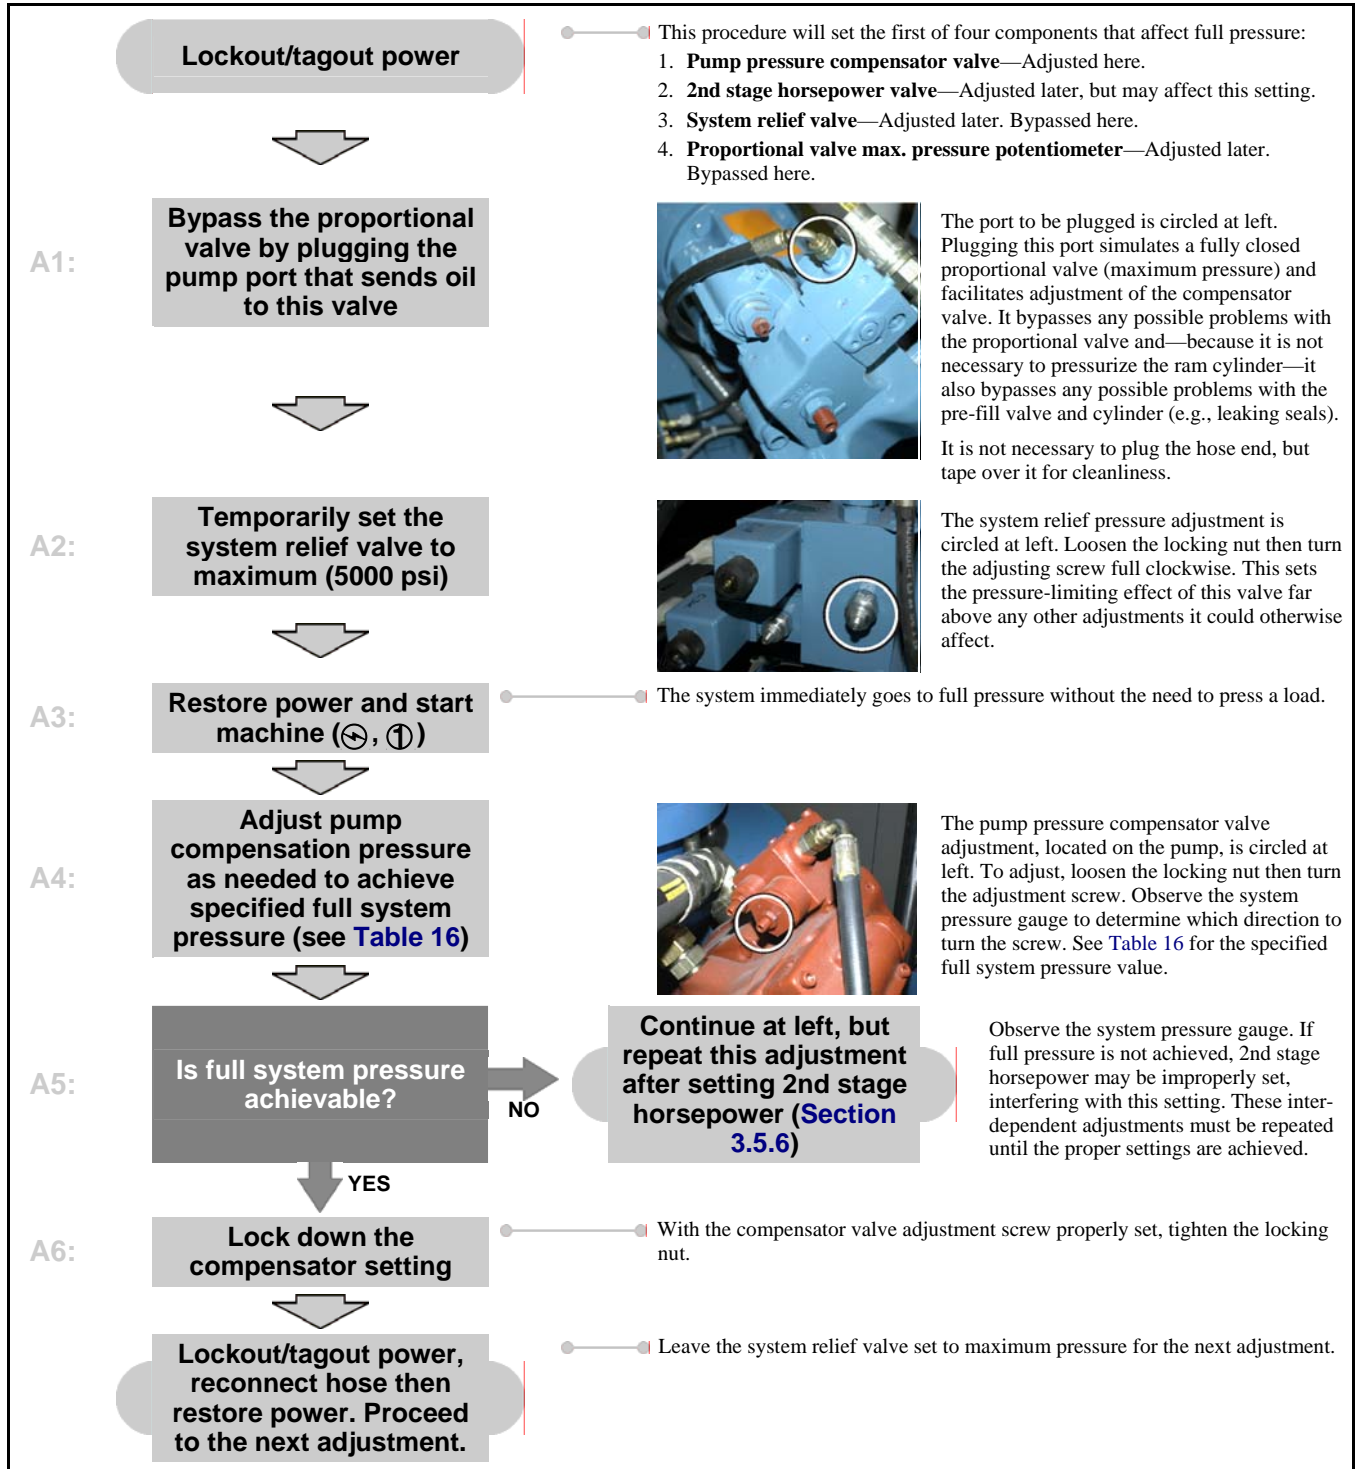 Lockout/tagout power
This procedure will set the first of four components that affect full pressure:
1. Pump pressure compensator valve—Adjusted here.
2. 2nd stage horsepower valve—Adjusted later, but may affect this setting.
3. System relief valve—Adjusted later. Bypassed here.
4. Proportional valve max. pressure potentiometer—Adjusted later.
Bypassed here.
A1:
Bypass the proportional
valve by plugging the
pump port that sends oil
to this valve
The port to be plugged is circled at left.
Plugging this port simulates a fully closed
proportional valve (maximum pressure) and
facilitates adjustment of the compensator
valve. It bypasses any possible problems with
the proportional valve and—because it is not
necessary to pressurize the ram cylinder—it
also bypasses any possible problems with the
pre-fill valve and cylinder (e.g., leaking seals).
It is not necessary to plug the hose end, but
tape over it for cleanliness.
A2:
Temporarily set the
system relief valve to
maximum (5000 psi)
The system relief pressure adjustment is
circled at left. Loosen the locking nut then turn
the adjusting screw full clockwise. This sets
the pressure-limiting effect of this valve far
above any other adjustments it could otherwise
affect.
A3:
Restore power and start
machine ( , ①)
The system immediately goes to full pressure without the need to press a load.
A4:
Adjust pump
compensation pressure
as needed to achieve
specified full system
pressure (see Table 16)
The pump pressure compensator valve
adjustment, located on the pump, is circled at
left. To adjust, loosen the locking nut then turn
the adjustment screw. Observe the system
pressure gauge to determine which direction to
turn the screw. See Table 16 for the specified
full system pressure value.
A5:
Is full system pressure
achievable?
NO
YES
Continue at left, but
repeat this adjustment
after setting 2nd stage
horsepower (Section
3.5.6)
Observe the system pressure gauge. If
full pressure is not achieved, 2nd stage
horsepower may be improperly set,
interfering with this setting. These inter-
dependent adjustments must be repeated
until the proper settings are achieved.
A6:
Lock down the
compensator setting
With the compensator valve adjustment screw properly set, tighten the locking
nut.
Lockout/tagout power,
reconnect hose then
restore power. Proceed
to the next adjustment.
Leave the system relief valve set to maximum pressure for the next adjustment.